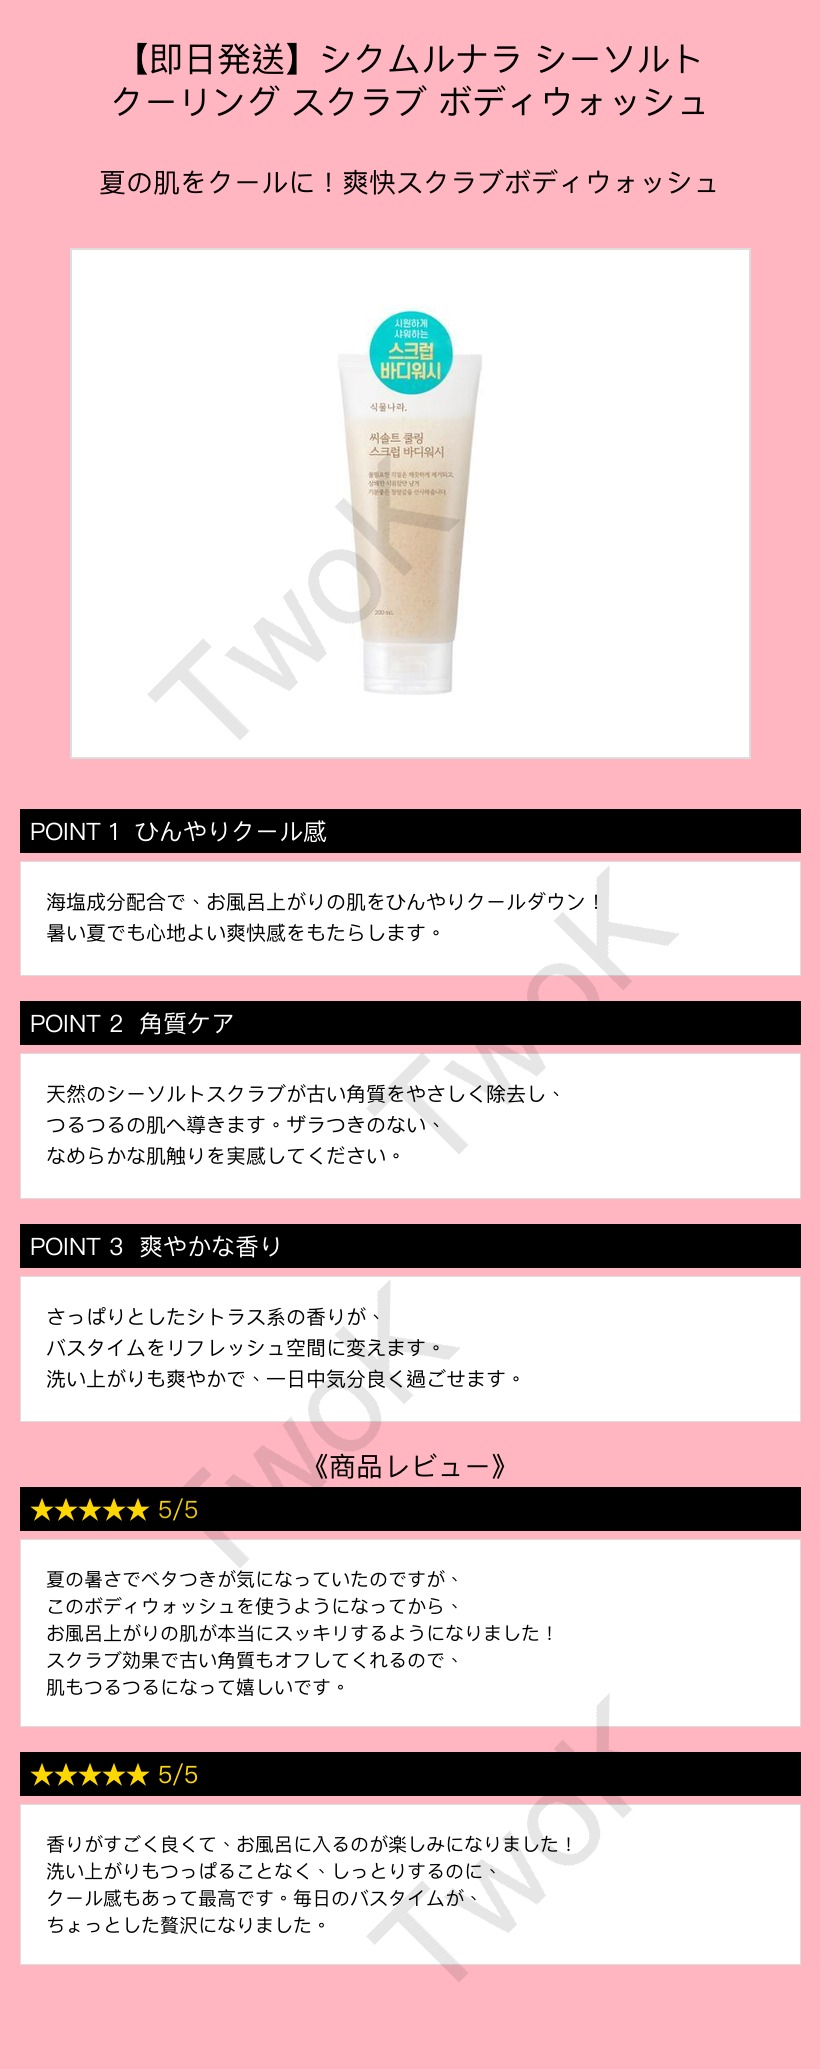 【即日発送】シクムルナラ シーソルト
クーリング スクラブ ボディウォッシュ
夏の肌をクールに！爽快スクラブボディウォッシュ
시원하게
샤워하는
스크럽
바디워시
식물나라.
씨솔트 쿨링
스크럽 바디워시
200 mL
TwoK
POINT 1 ひんやりクール感
海塩成分配合で、お風呂上がりの肌をひんやりクールダウン！
暑い夏でも心地よい爽快感をもたらします。
TwoK
POINT 2 角質ケア
天然のシーソルトスクラブが古い角質をやさしく除去し、
つるつるの肌へ導きます。ザラつきのない、
なめらかな肌触りを実感してください。
POINT 3 爽やかな香り
さっぱりとしたシトラス系の香りが、
バスタイムをリフレッシュ空間に変えます。
洗い上がりも爽やかで、一日中気分良く過ごせます。
TwoK
《商品レビュー》
★★★★★ 5/5
夏の暑さでベタつきが気になっていたのですが、
このボディウォッシュを使うようになってから、
お風呂上がりの肌が本当にスッキリするようになりました！
スクラブ効果で古い角質もオフしてくれるので、
肌もつるつるになって嬉しいです。
★★★★★ 5/5
香りがすごく良くて、お風呂に入るのが楽しみになりました！
洗い上がりもつっぱることなく、しっとりするのに、
クール感もあって最高です。毎日のバスタイムが、
ちょっとした贅沢になりました。
TwoK